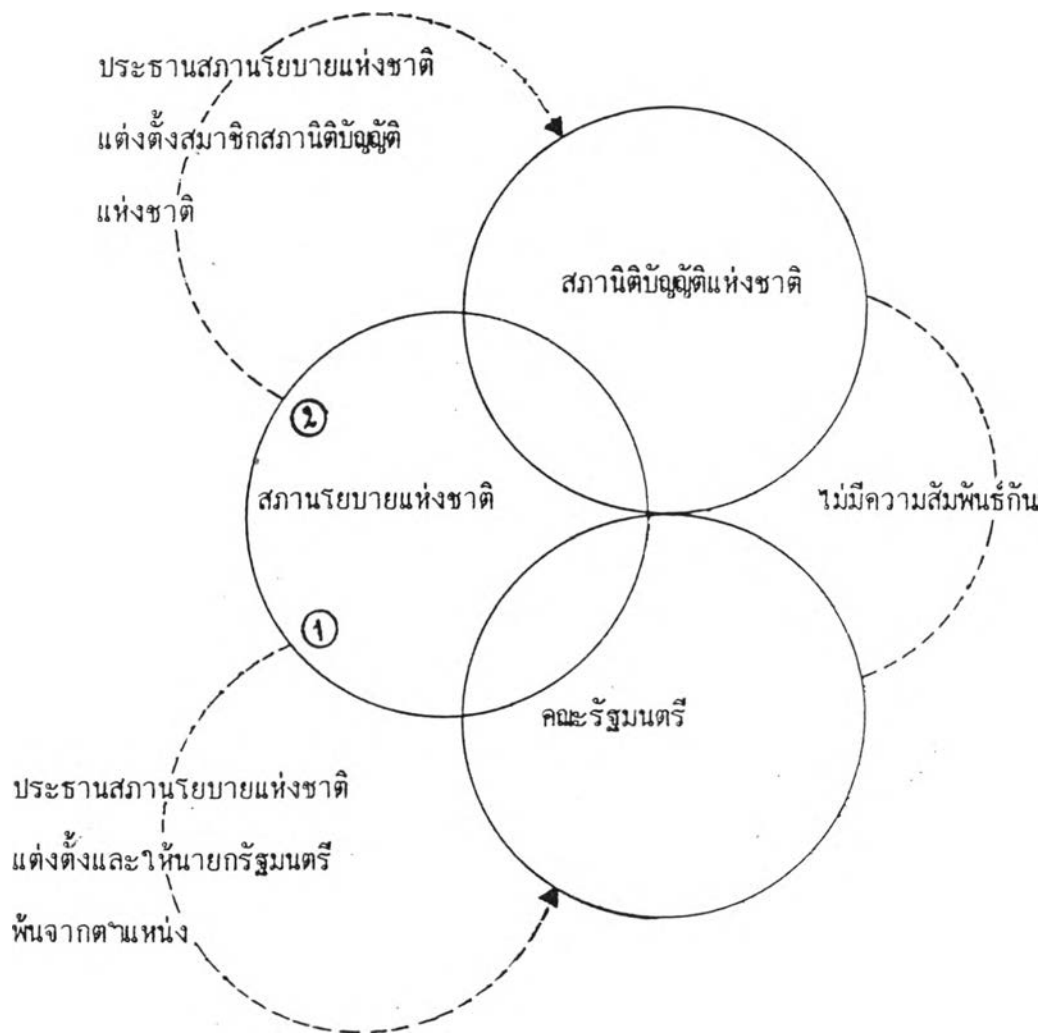 ประธานสภานโยบายแห่งชาติ
แต่งตั้งสมาชิกสภานิติบัญญัติ
แห่งชาติ
สภานิติบัญญัติแห่งชาติ
②
สภานโยบายแห่งชาติ
ไม่มีความสัมพันธ์กัน
①
คณะรัฐมนตรี
ประธานสภานโยบายแห่งชาติ
แต่งตั้งและให้นายกรัฐมนตรี
พ้นจากตำแหน่ง